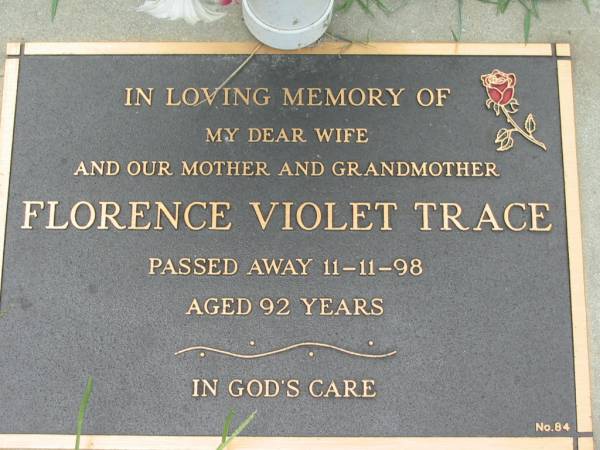 IN LOVING MEMORY OF
MY DEAR WIFE
AND OUR MOTHER AND GRANDMOTHER
FLORENCE VIOLET TRACE
PASSED AWAY 11-11-98
AGED 92 YEARS
IN GOD'S CARE
No.84